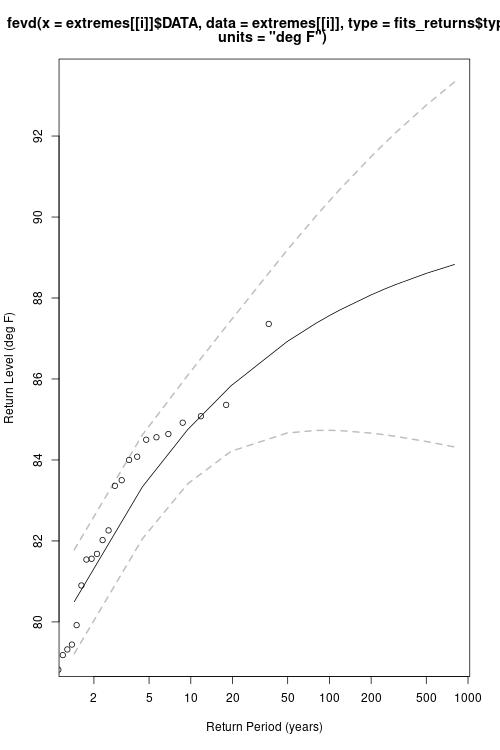 fevd(x = extremes[[i]]$DATA, data = extremes[[i]], type = fits_returns$typ
units = "deg F")
92
90
88
86
84
82
80
Return Level (deg F)
2 5 10 20 50 100 200 500 1000
Return Period (years)